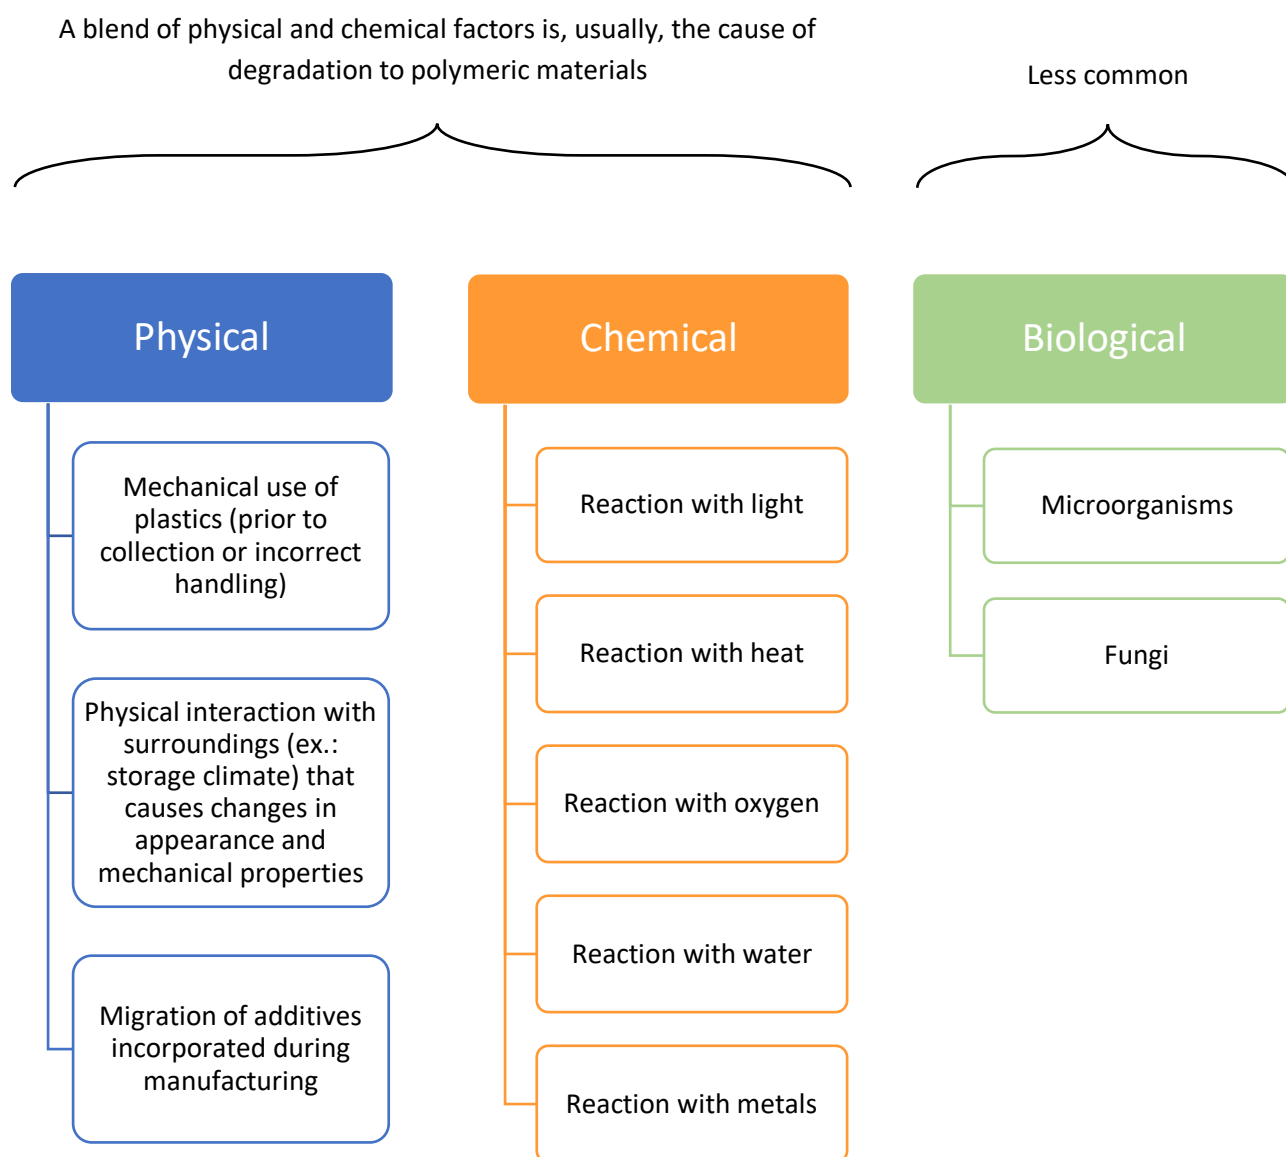 A blend of physical and chemical factors is, usually, the cause of
degradation to polymeric materials
Less common
Physical
Mechanical use of
plastics (prior to
collection or incorrect
handling)
Physical interaction with
surroundings (ex.:
storage climate) that
causes changes in
appearance and
mechanical properties
Migration of additives
incorporated during
manufacturing
Chemical
Reaction with light
Reaction with heat
Reaction with oxygen
Reaction with water
Reaction with metals
Biological
Microorganisms
Fungi